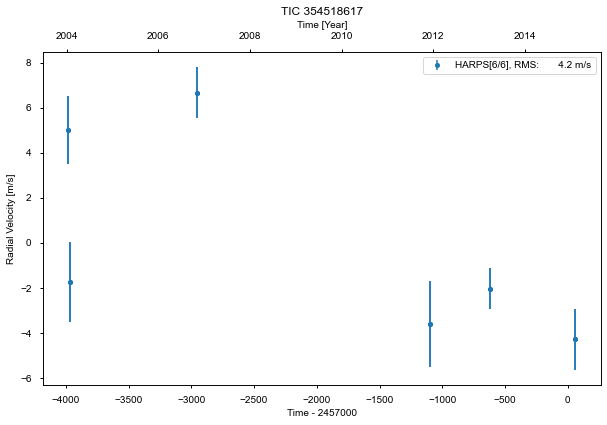 TIC 354518617
Time [Year]
2004 2006 2008 2010 2012 2014
HARPS[6/6], RMS: 4.2 m/s
8
6
4
2
0
−2
−4
−6
Radial Velocity [m/s]
−4000 −3500 −3000 −2500 −2000 −1500 −1000 −500 0
Time - 2457000